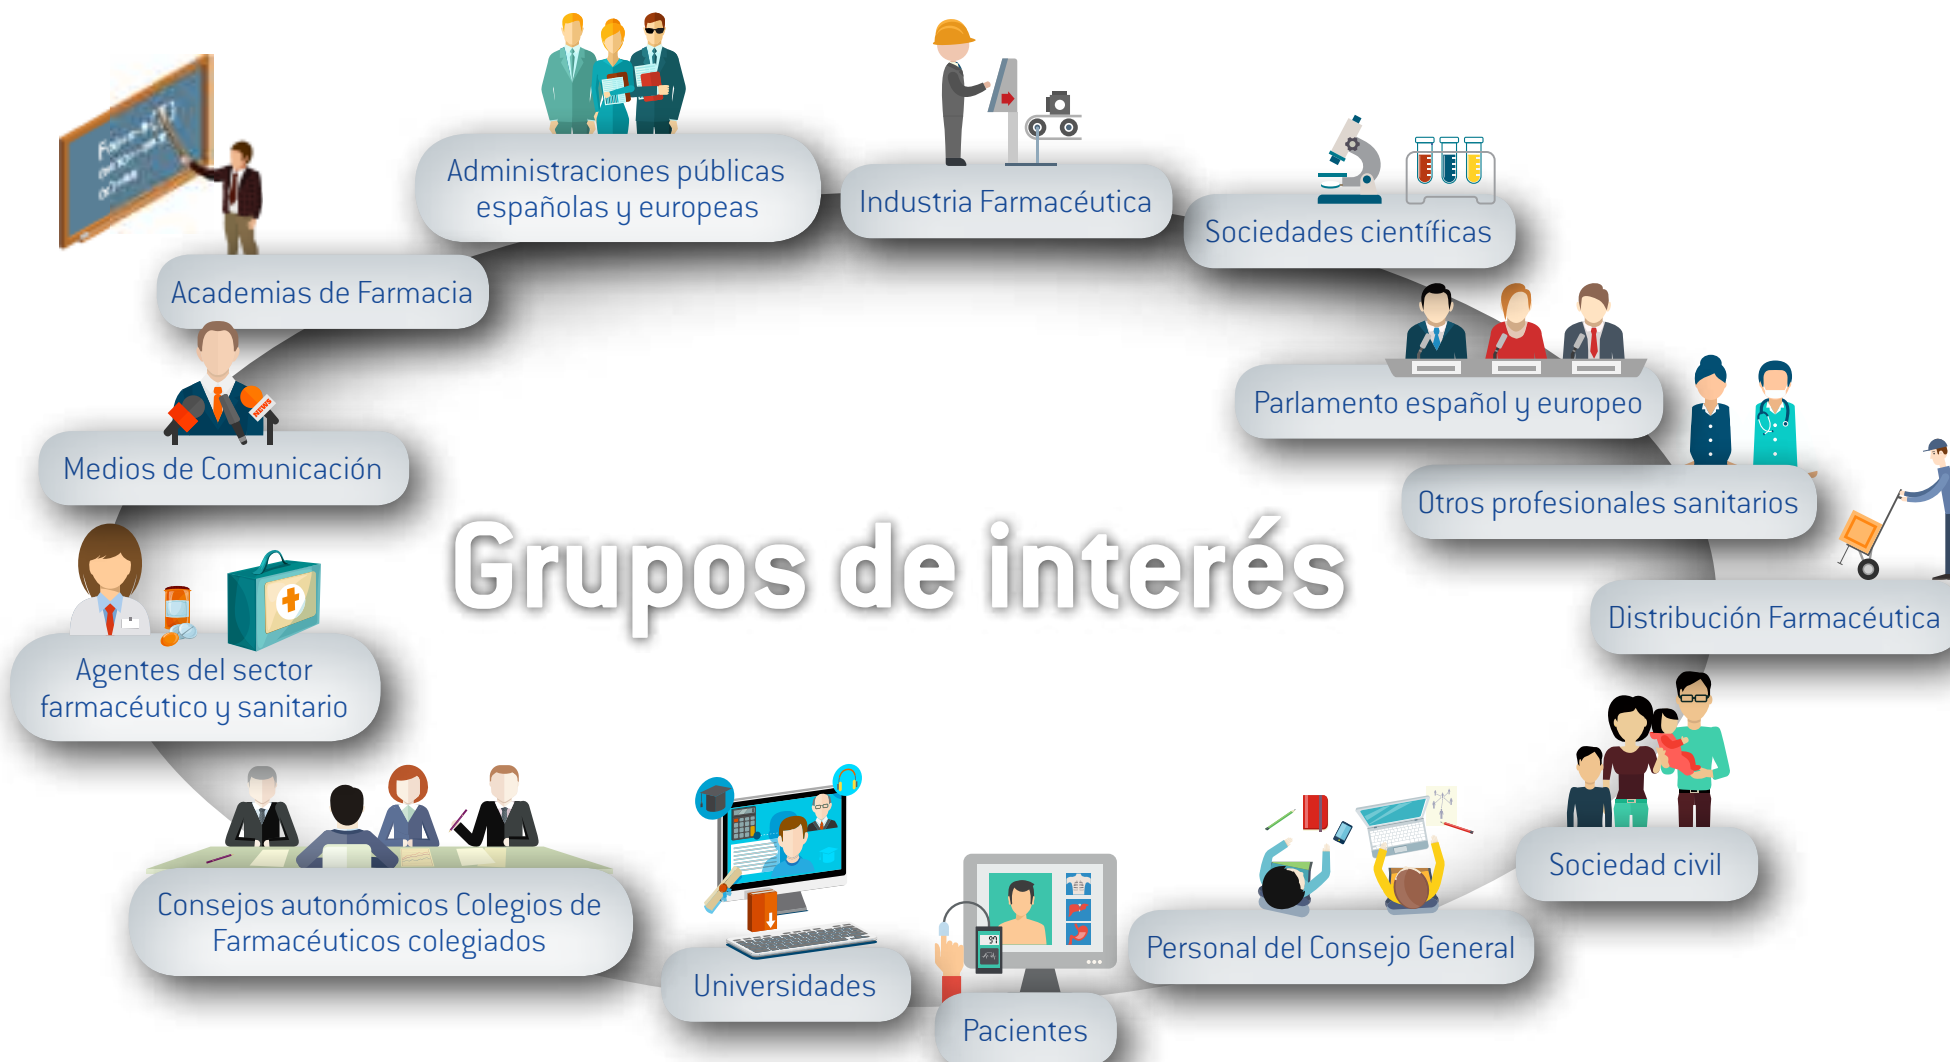 Administraciones públicas
españolas y europeas
Industria Farmacéutica
Sociedades científicas
Academias de Farmacia
Parlamento español y europeo
NEWS
Medios de Comunicación
Otros profesionales sanitarios
Grupos de interés
Distribución Farmacéutica
Agentes del sector
farmacéutico y sanitario
Sociedad civil
Consejos autonómicos Colegios de
Farmacéuticos colegiados
97
Personal del Consejo General
Universidades
Pacientes